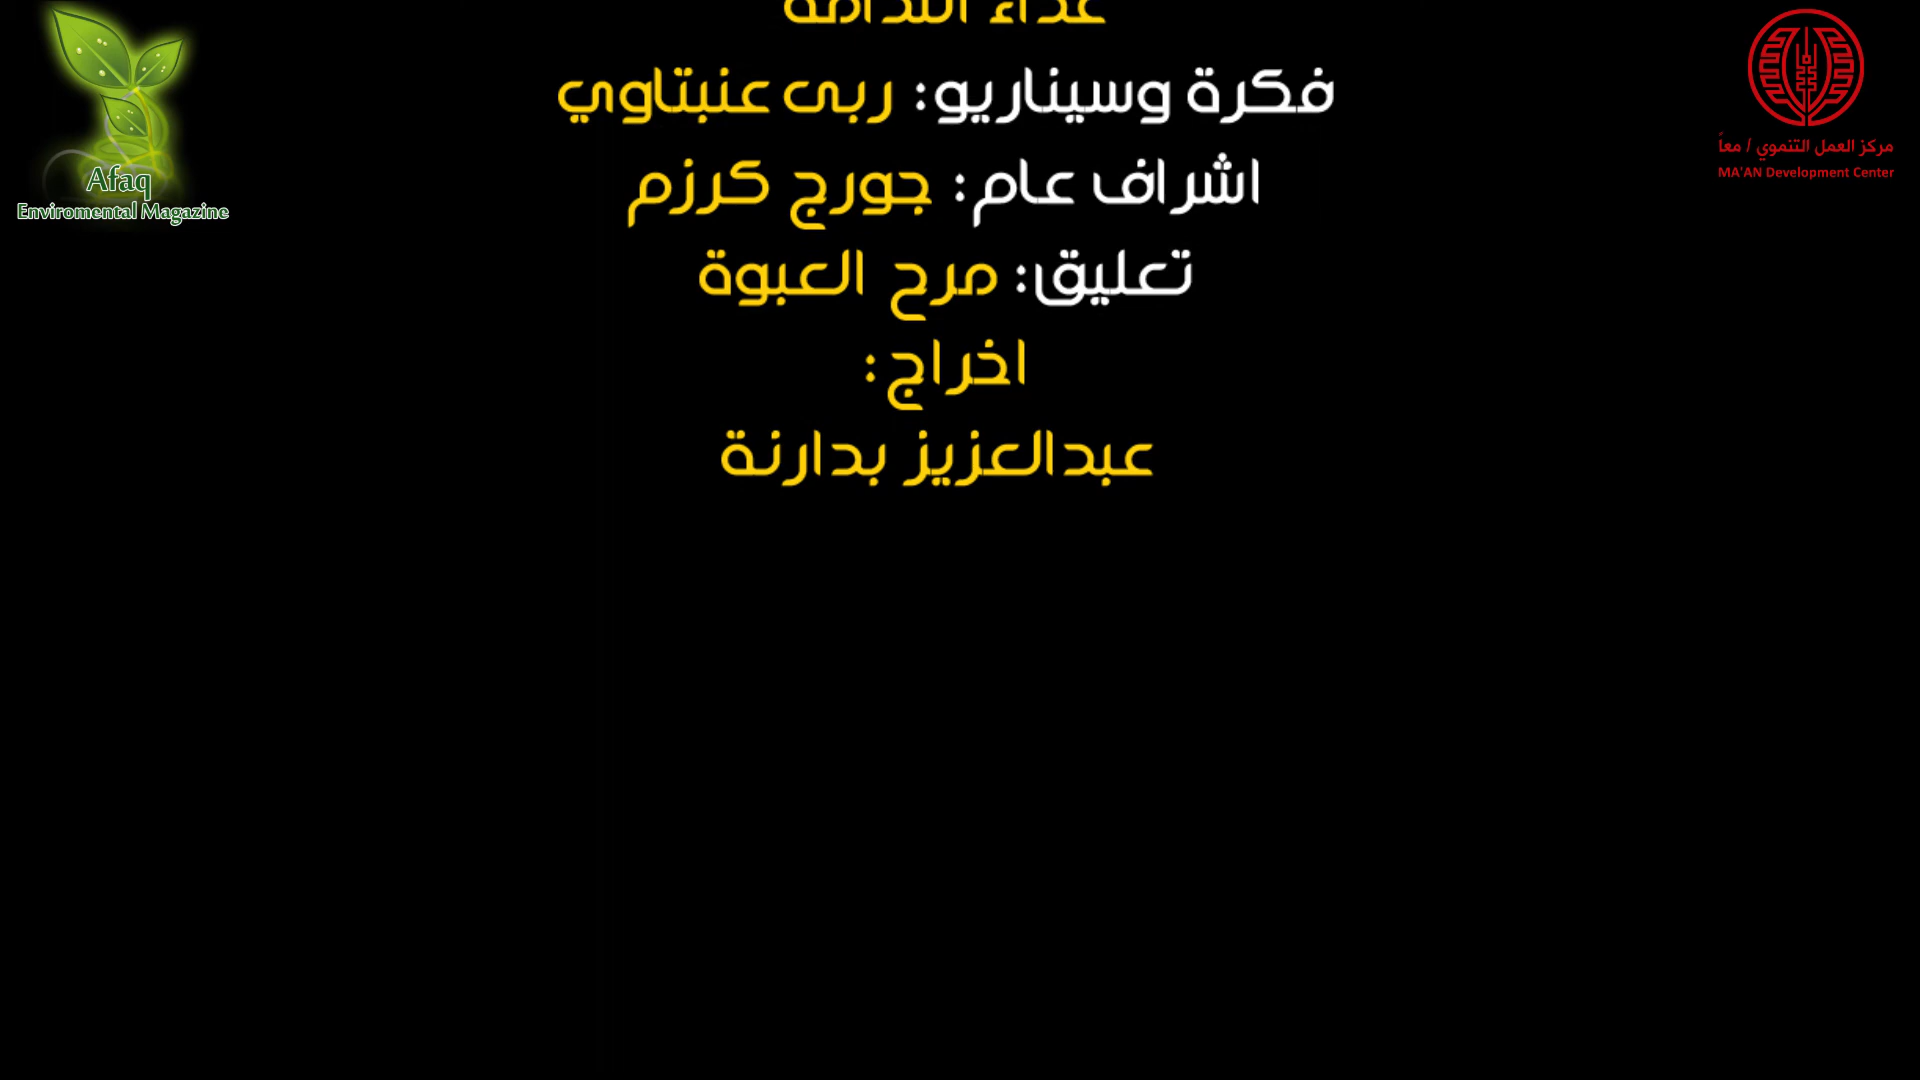 فكرة وسيناريو: ربى عنبتاوي
اشراف عام: جورج كرزم
تعليق: مرح العبوة
اخراج:
عبدالعزيز بدارنة
Afaq
Enviromental Magazine
مركز العمل التنموي / معاً
MA'AN Development Center